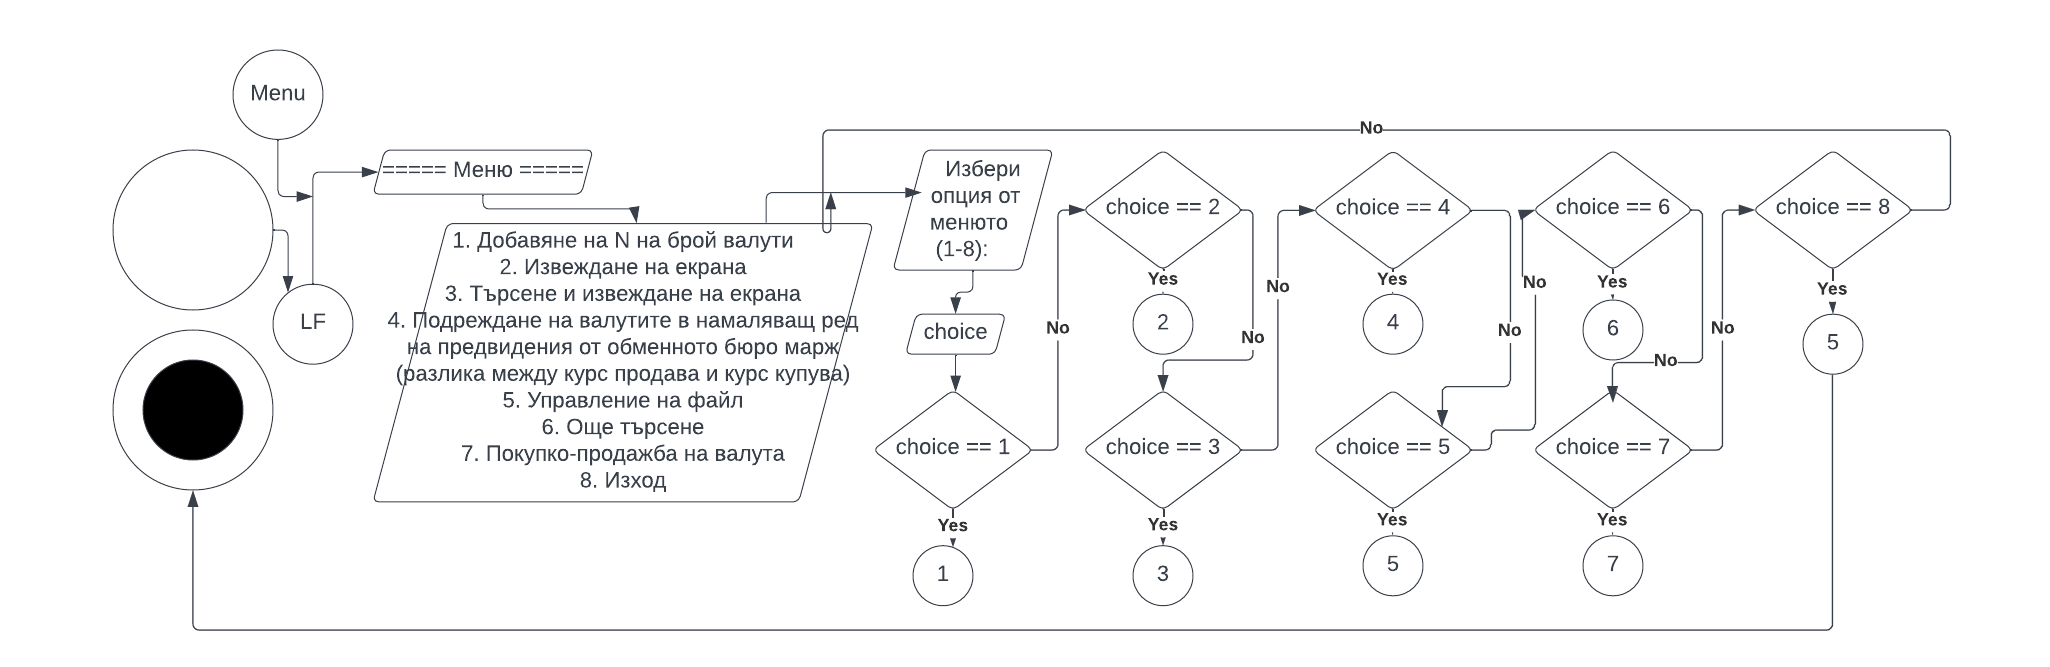 Menu
LF
===== Меню =====
1. Добавяне на N на брой валути
2. Извеждане на екрана
3. Търсене и извеждане на екрана
4. Подреждане на валутите в намаляващ ред
на предвидения от обменното бюро марж
(разлика между курс продава и курс купува)
5. Управление на файл
6. Още търсене
7. Покупко-продажба на валута
8. Изход
Избери
опция от
менюто
(1-8):
choice
choice == 1
Yes
1
No
choice == 2
Yes
2
No
choice == 3
Yes
3
No
choice == 4
Yes
4
No
choice == 5
Yes
5
No
choice == 6
Yes
6
No
choice == 7
Yes
7
No
choice == 8
Yes
5
No